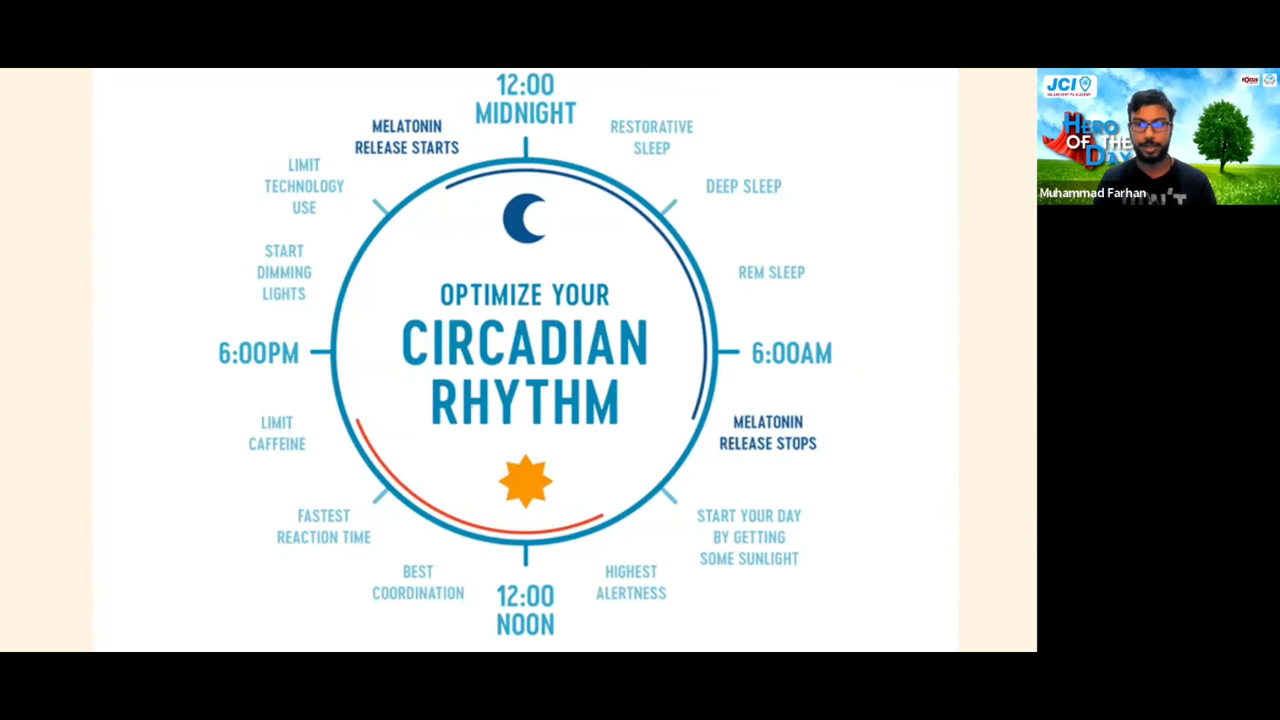 12:00
MIDNIGHT
MELATONIN
RELEASE STARTS
RESTORATIVE
SLEEP
LIMIT
TECHNOLOGY
USE
DEEP SLEEP
START
DIMMING
LIGHTS
REM SLEEP
OPTIMIZE YOUR
CIRCADIAN
RHYTHM
6:00PM
6:00AM
LIMIT
CAFFEINE
MELATONIN
RELEASE STOPS
FASTEST
REACTION TIME
START YOUR DAY
BY GETTING
SOME SUNLIGHT
BEST
COORDINATION
HIGHEST
ALERTNESS
12:00
NOON
JCI
HERO
OF THE
DAY
Muhammad Farhan